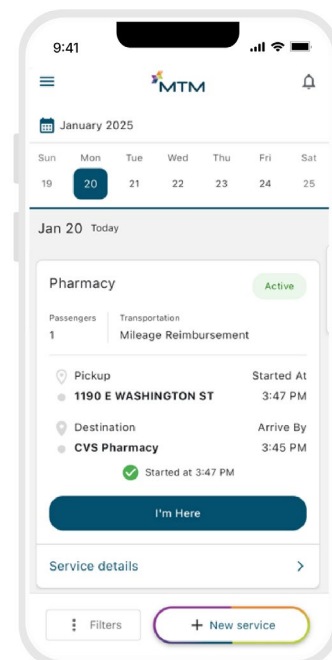 9:41
MTM
January 2025
Sun Mon Tue Wed Thu Fri Sat
19 20 21 22 23 24 25
Jan 20 Today
Pharmacy Active
Passengers Transportation
1 Mileage Reimbursement
Pickup Started At
1190 E WASHINGTON ST 3:47 PM
Destination Arrive By
CVS Pharmacy 3:45 PM
Started at 3:47 PM
I'm Here
Service details
Filters + New service